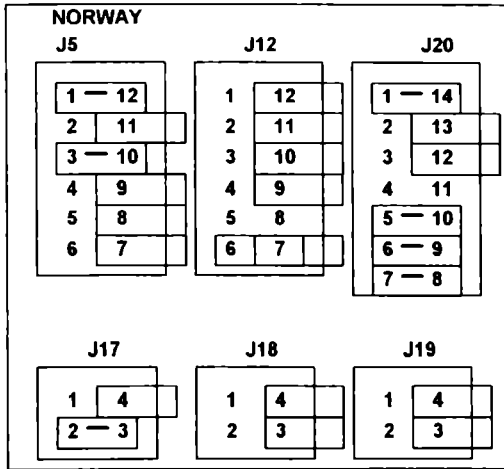 NORWAY
J5 J12 J20
1 — 12 1 12 1 — 14
2 11 2 11 2 13
3 — 10 3 10 3 12
4 9 4 9 4 11
5 8 5 8 5 — 10
6 7 6 7 6 — 9
7 — 8
J17 J18 J19
1 4 1 4 1 4
2 — 3 2 3 2 3